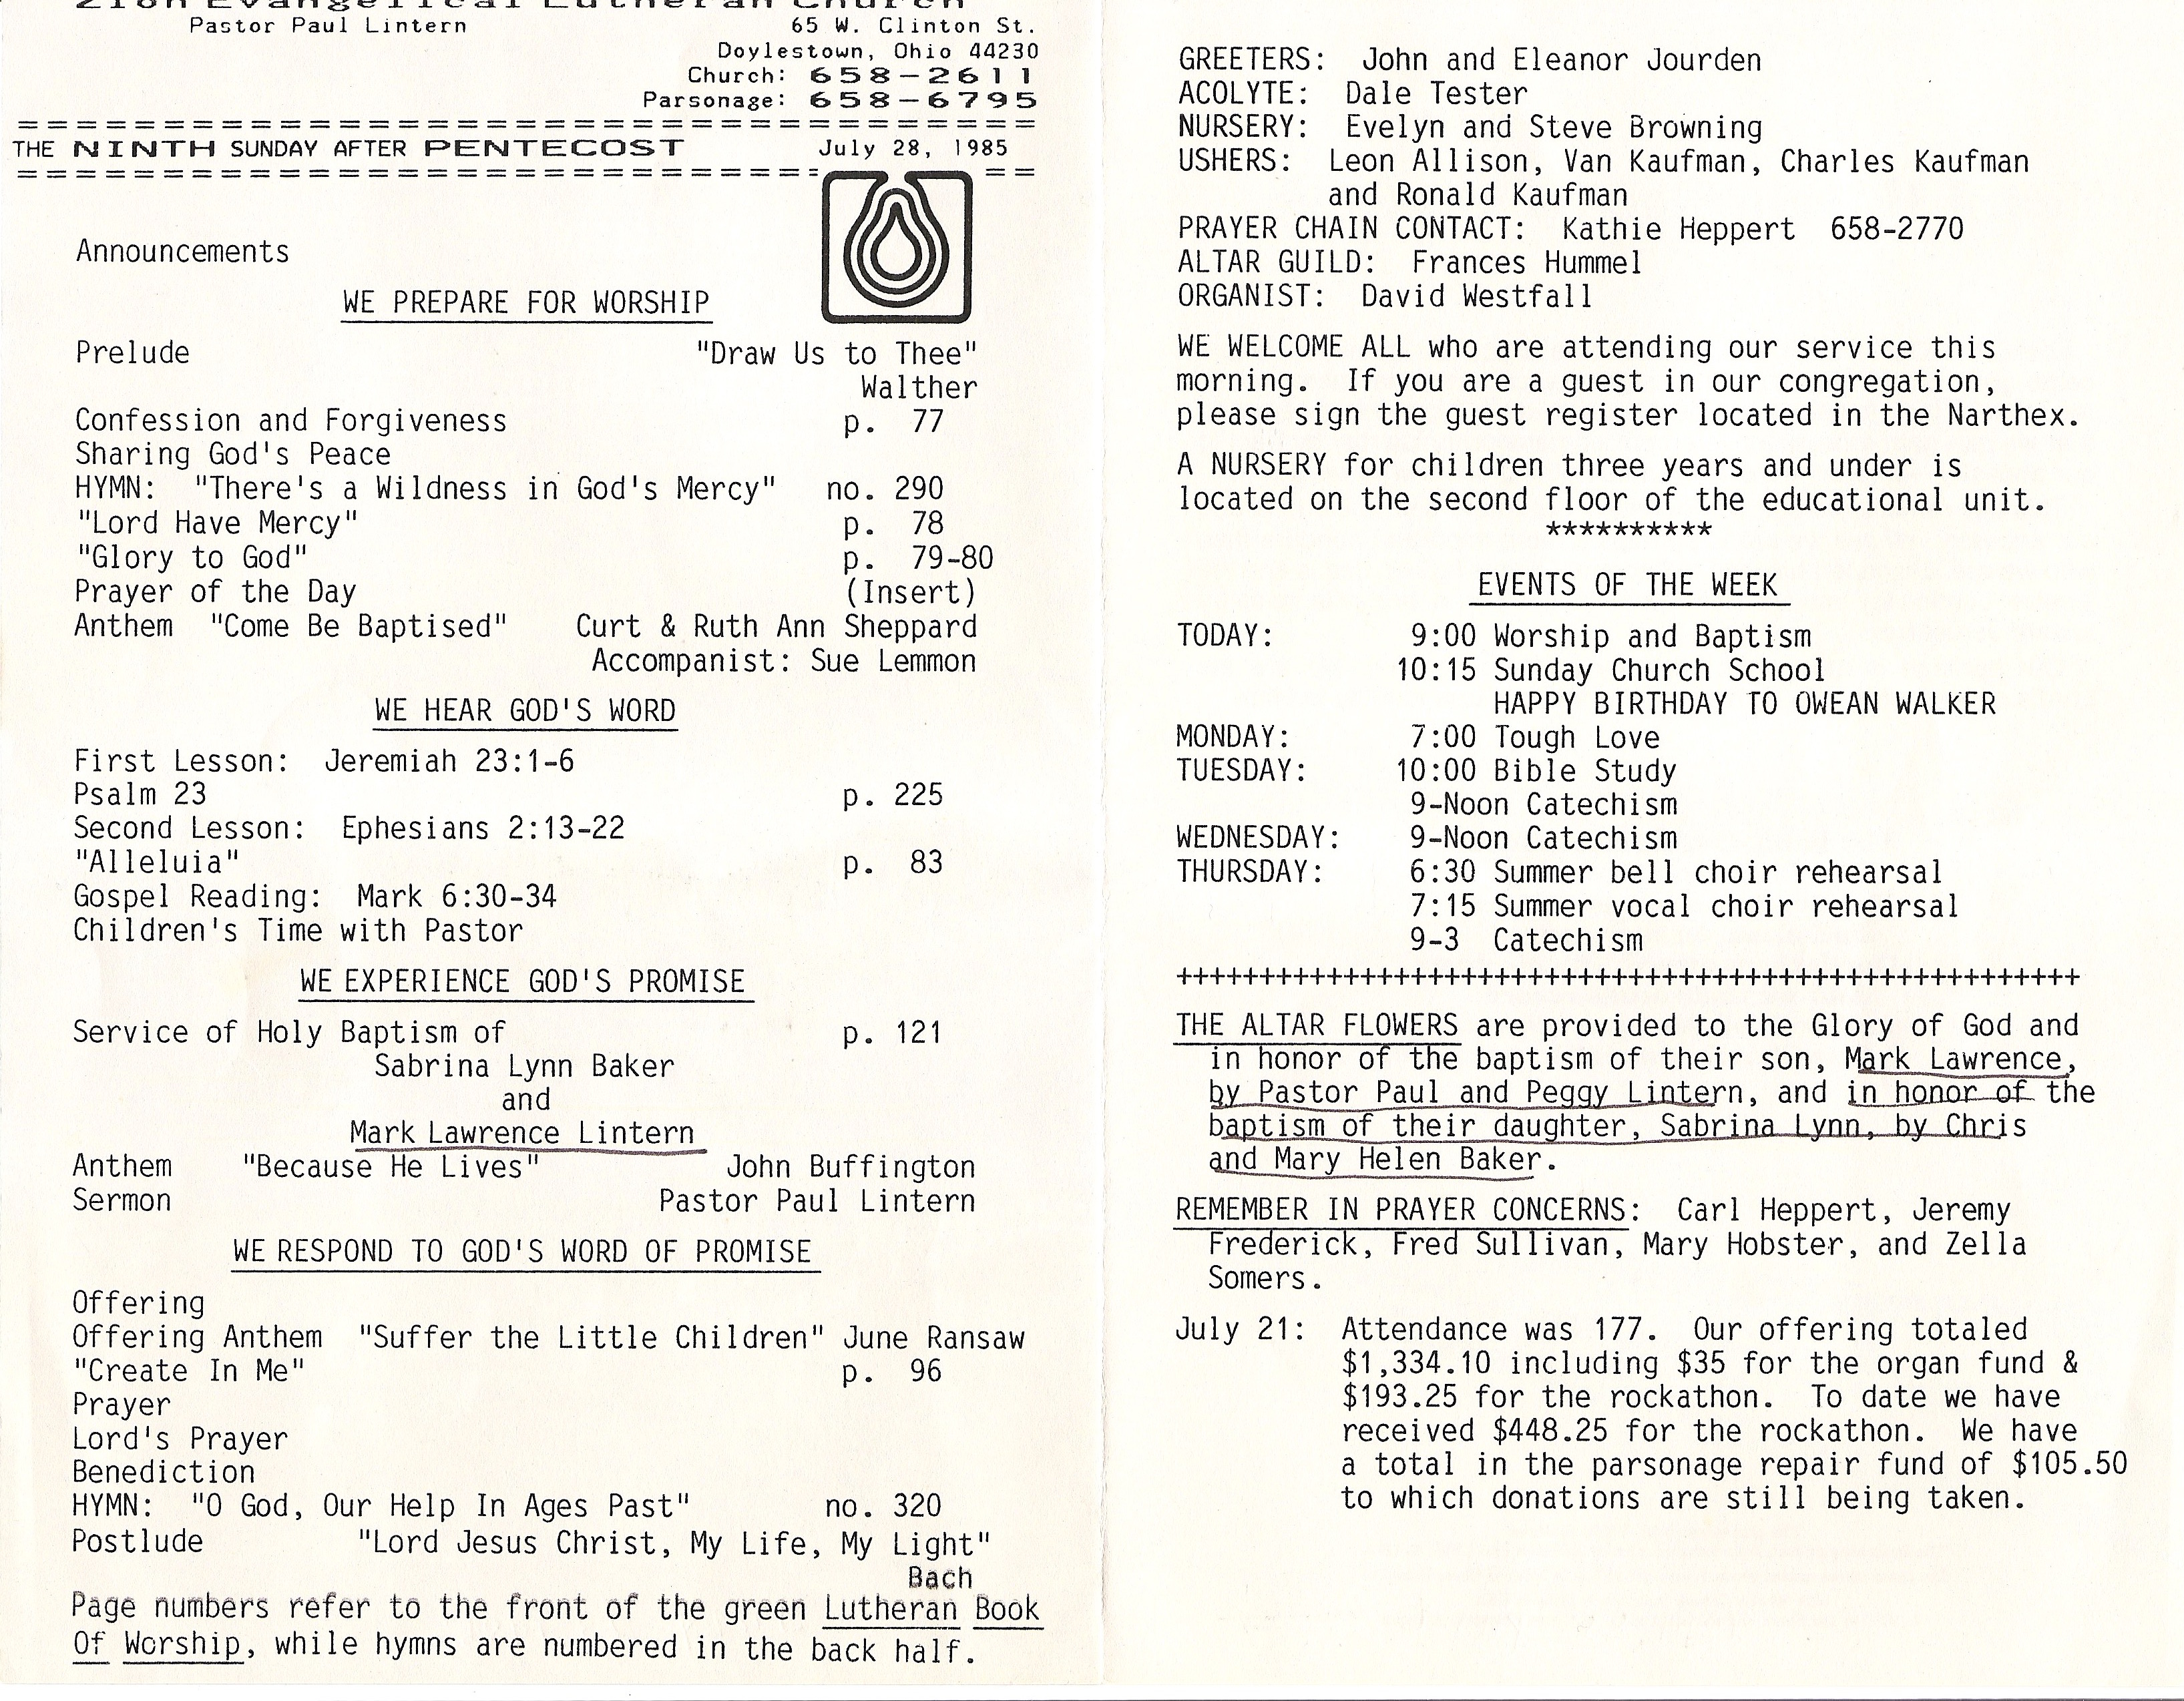 Zion Evangelical Lutheran Church
Pastor Paul Lintern 65 W. Clinton St.
Doylestown, Ohio 44230
Church: 658-2611
Parsonage: 658-6795
====================================
THE NINTH SUNDAY AFTER PENTECOST July 28, 1985
====================================
Announcements
WE PREPARE FOR WORSHIP
Prelude "Draw Us to Thee"
Walther
Confession and Forgiveness p. 77
Sharing God's Peace
HYMN: "There's a Wildness in God's Mercy" no. 290
"Lord Have Mercy" p. 78
"Glory to God" p. 79-80
Prayer of the Day (Insert)
Anthem "Come Be Baptised" Curt & Ruth Ann Sheppard
Accompanist: Sue Lemmon
WE HEAR GOD'S WORD
First Lesson: Jeremiah 23:1-6
Psalm 23 p. 225
Second Lesson: Ephesians 2:13-22
"Alleluia" p. 83
Gospel Reading: Mark 6:30-34
Children's Time with Pastor
WE EXPERIENCE GOD'S PROMISE
Service of Holy Baptism of p. 121
Sabrina Lynn Baker
and
Mark Lawrence Lintern
Anthem "Because He Lives" John Buffington
Sermon Pastor Paul Lintern
WE RESPOND TO GOD'S WORD OF PROMISE
Offering
Offering Anthem "Suffer the Little Children" June Ransaw
"Create In Me" p. 96
Prayer
Lord's Prayer
Benediction
HYMN: "O God, Our Help In Ages Past" no. 320
Postlude "Lord Jesus Christ, My Life, My Light"
Bach
Page numbers refer to the front of the green Lutheran Book
Of Worship, while hymns are numbered in the back half.
GREETERS: John and Eleanor Jourden
ACOLYTE: Dale Tester
NURSERY: Evelyn and Steve Browning
USHERS: Leon Allison, Van Kaufman, Charles Kaufman
and Ronald Kaufman
PRAYER CHAIN CONTACT: Kathie Heppert 658-2770
ALTAR GUILD: Frances Hummel
ORGANIST: David Westfall
WE WELCOME ALL who are attending our service this
morning. If you are a guest in our congregation,
please sign the guest register located in the Narthex.
A NURSERY for children three years and under is
located on the second floor of the educational unit.
**********
EVENTS OF THE WEEK
TODAY: 9:00 Worship and Baptism
10:15 Sunday Church School
HAPPY BIRTHDAY TO OWEAN WALKER
MONDAY: 7:00 Tough Love
TUESDAY: 10:00 Bible Study
9-Noon Catechism
WEDNESDAY: 9-Noon Catechism
THURSDAY: 6:30 Summer bell choir rehearsal
7:15 Summer vocal choir rehearsal
9-3 Catechism
++++++++++++++++++++++++++++++++++++++++++++++++++++++
THE ALTAR FLOWERS are provided to the Glory of God and
in honor of the baptism of their son, Mark Lawrence,
by Pastor Paul and Peggy Lintern, and in honor of the
baptism of their daughter, Sabrina Lynn, by Chris
and Mary Helen Baker.
REMEMBER IN PRAYER CONCERNS: Carl Heppert, Jeremy
Frederick, Fred Sullivan, Mary Hobster, and Zella
Somers.
July 21: Attendance was 177. Our offering totaled
$1,334.10 including $35 for the organ fund &
$193.25 for the rockathon. To date we have
received $448.25 for the rockathon. We have
a total in the parsonage repair fund of $105.50
to which donations are still being taken.